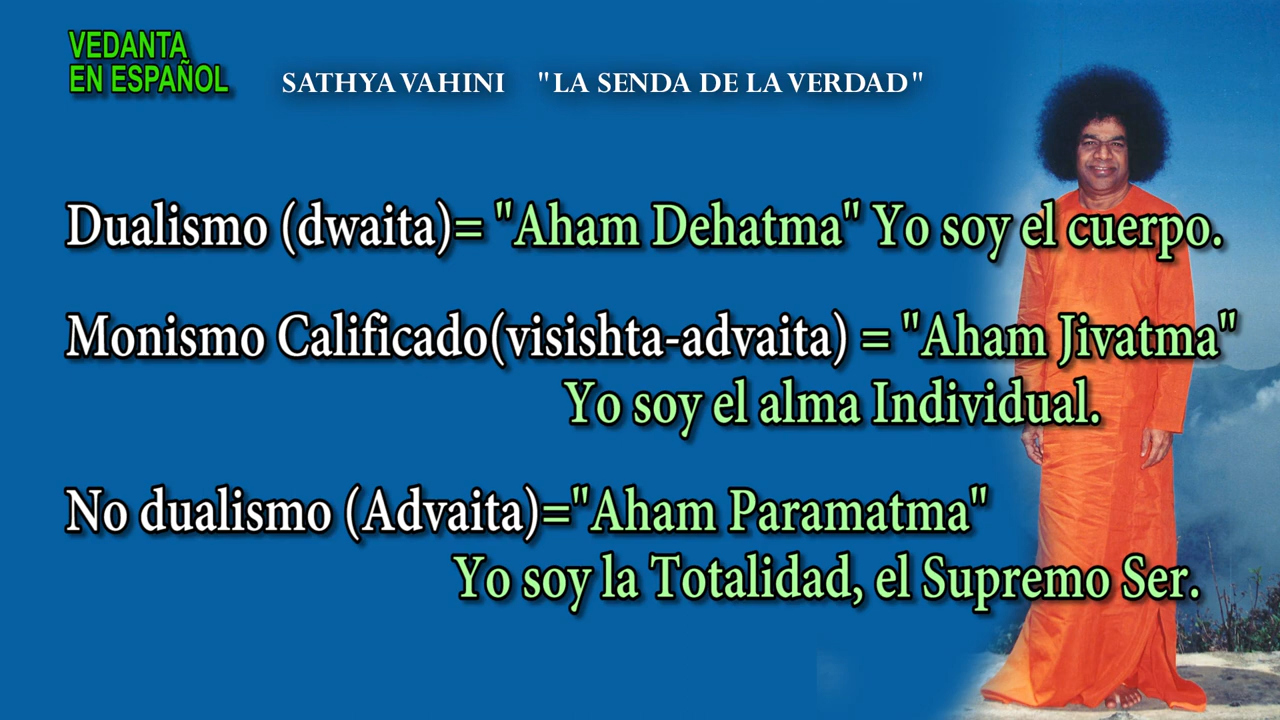 VEDANTA
EN ESPAÑOL
SATHYA VAHINI "LA SENDA DE LA VERDAD"
Dualismo (dwaita)= "Aham Dehatma" Yo soy el cuerpo.
Monismo Calificado(visishta-advaita) = "Aham Jivatma"
Yo soy el alma Individual.
No dualismo (Advaita)="Aham Paramatma"
Yo soy la Totalidad, el Supremo Ser.